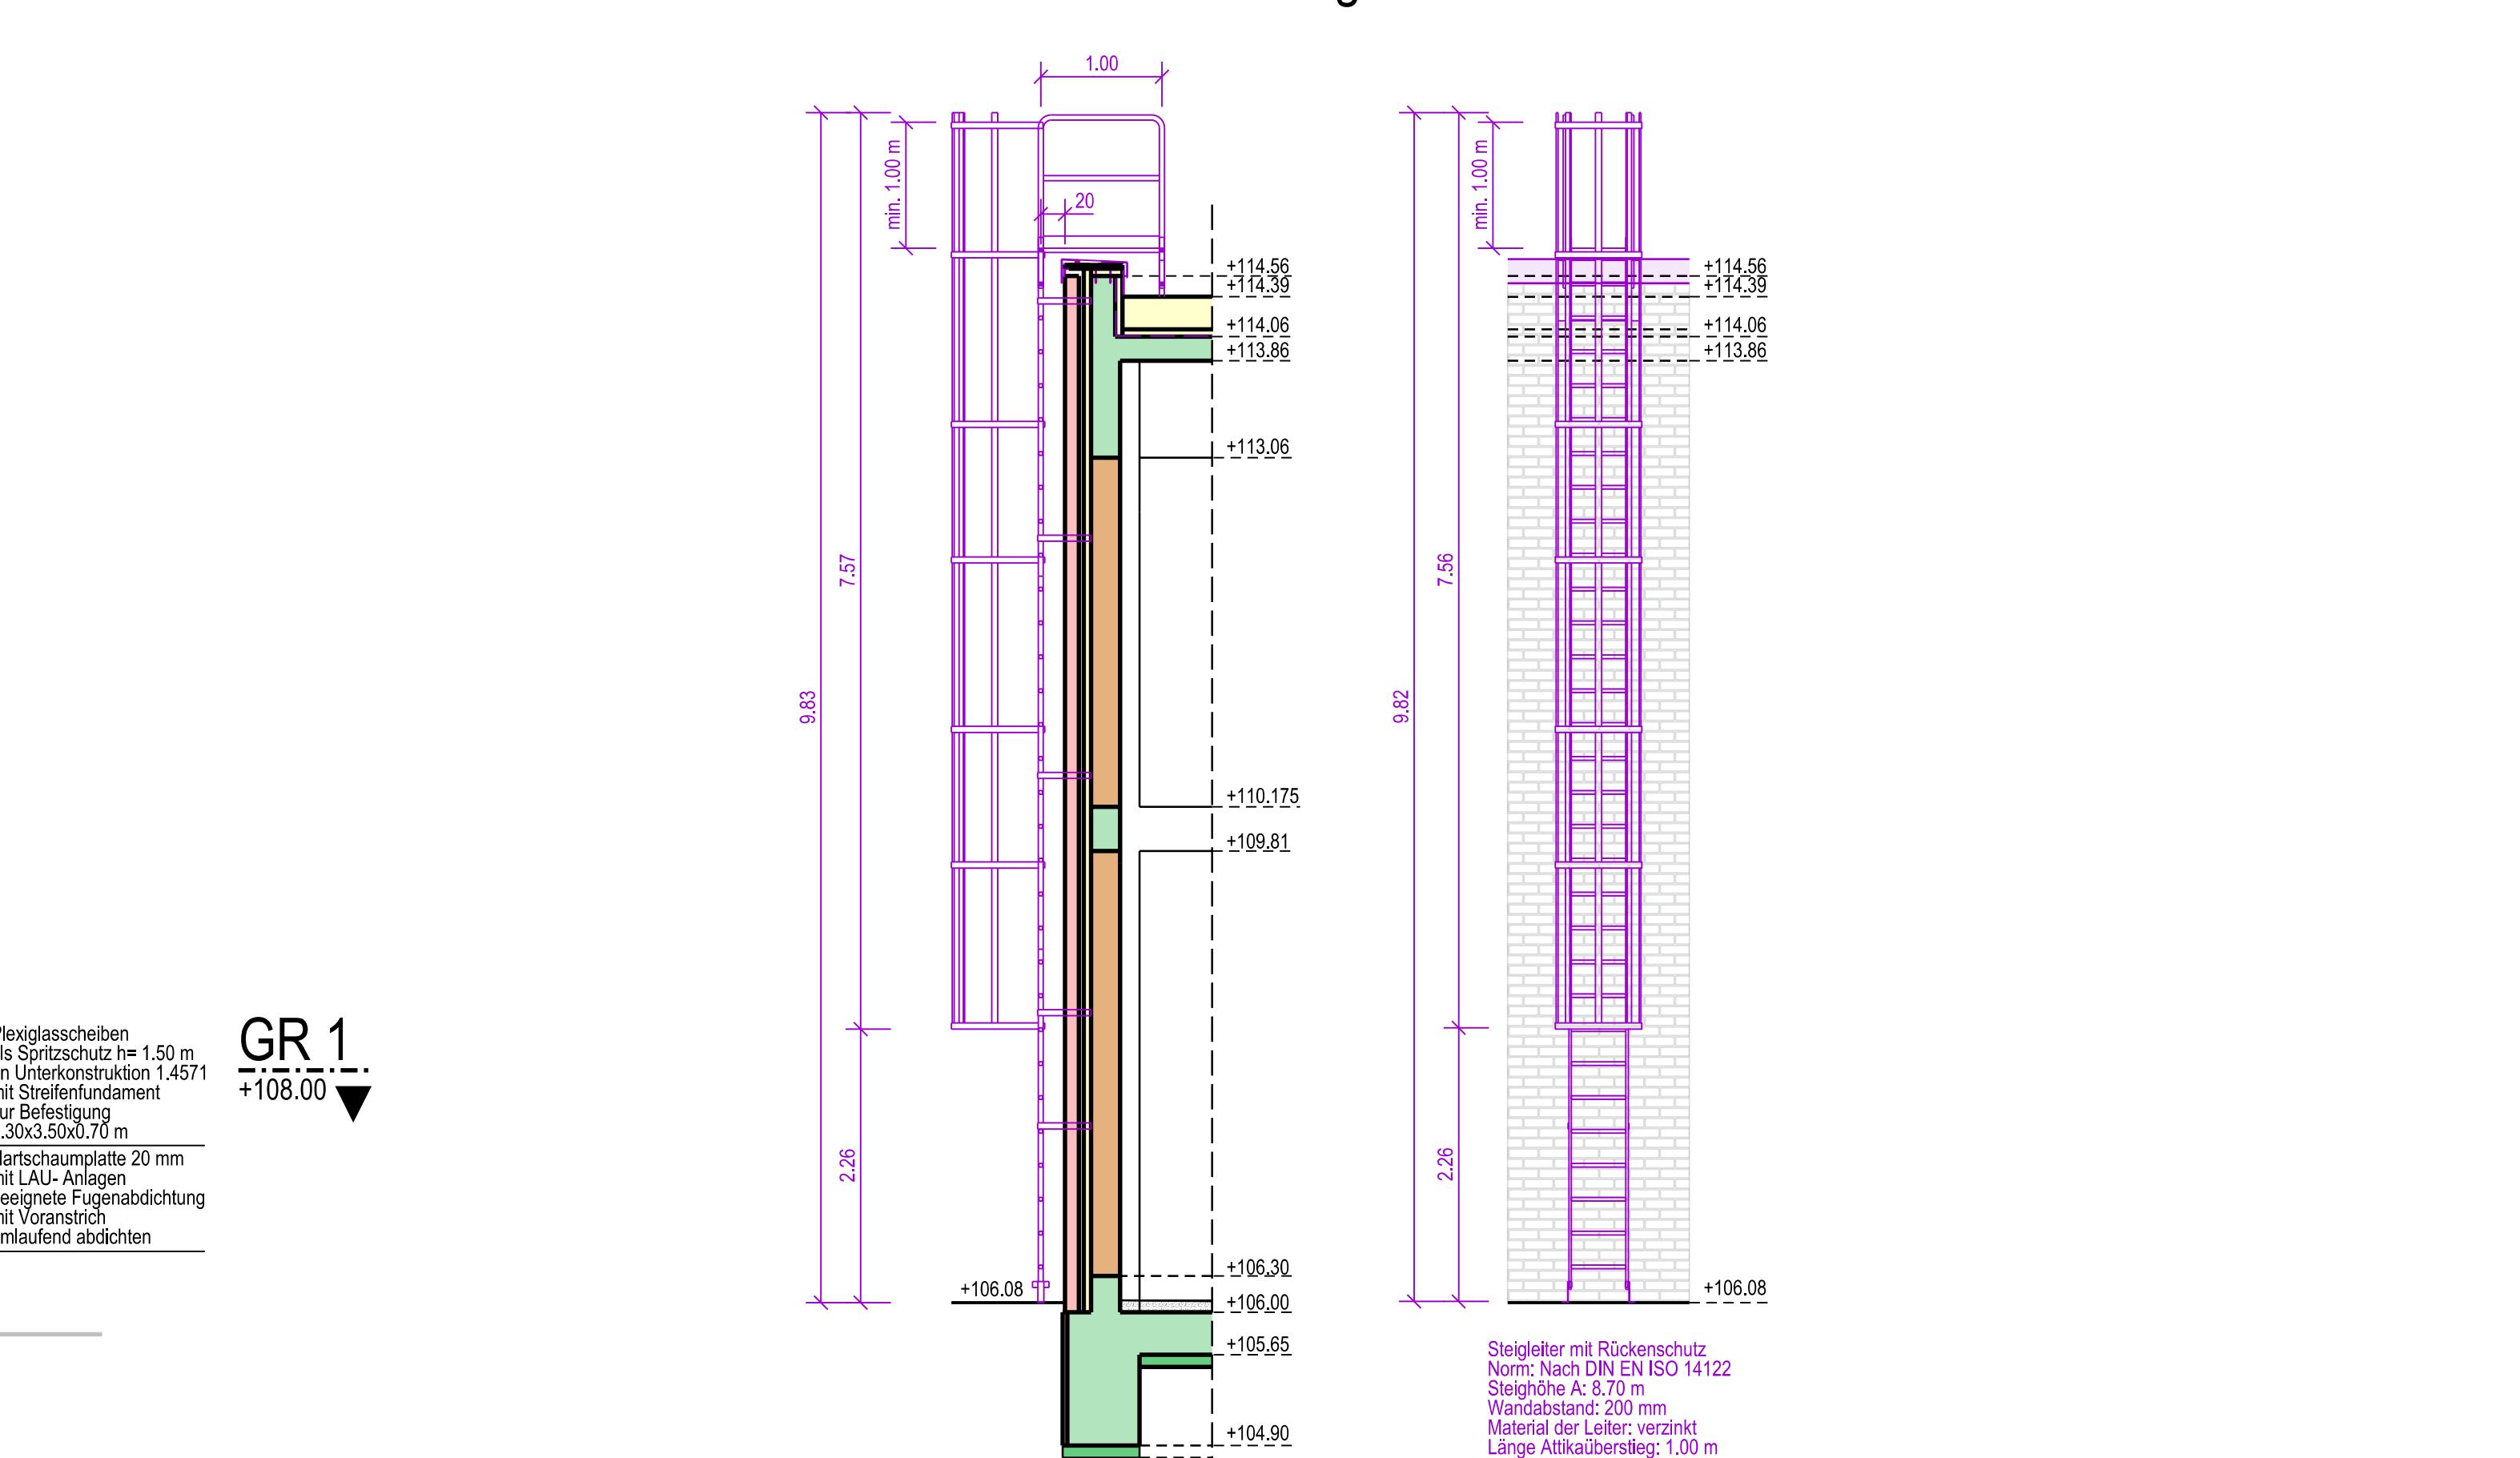 1.00
min. 1.00 m
20
+114.56
+114.39
+114.06
+113.86
+113.06
7.57
9.83
+110.175
+109.81
2.26
+106.08
+106.30
+106.00
+105.65
+104.90
min. 1.00 m
+114.56
+114.39
+114.06
+113.86
7.56
9.82
2.26
+106.08
GR 1
+108.00
lexiglasscheiben
ls Spritzschutz h= 1.50 m
n Unterkonstruktion 1.4571
it Streifenfundament
ur Befestigung
.30x3.50x0.70 m
artschaumplatte 20 mm
it LAU- Anlagen
eeignete Fugenabdichtung
it Voranstrich
mlaufend abdichten
Steigleiter mit Rückenschutz
Norm: Nach DIN EN ISO 14122
Steighöhe A: 8.70 m
Wandabstand: 200 mm
Material der Leiter: verzinkt
Länge Attikaüberstieg: 1.00 m